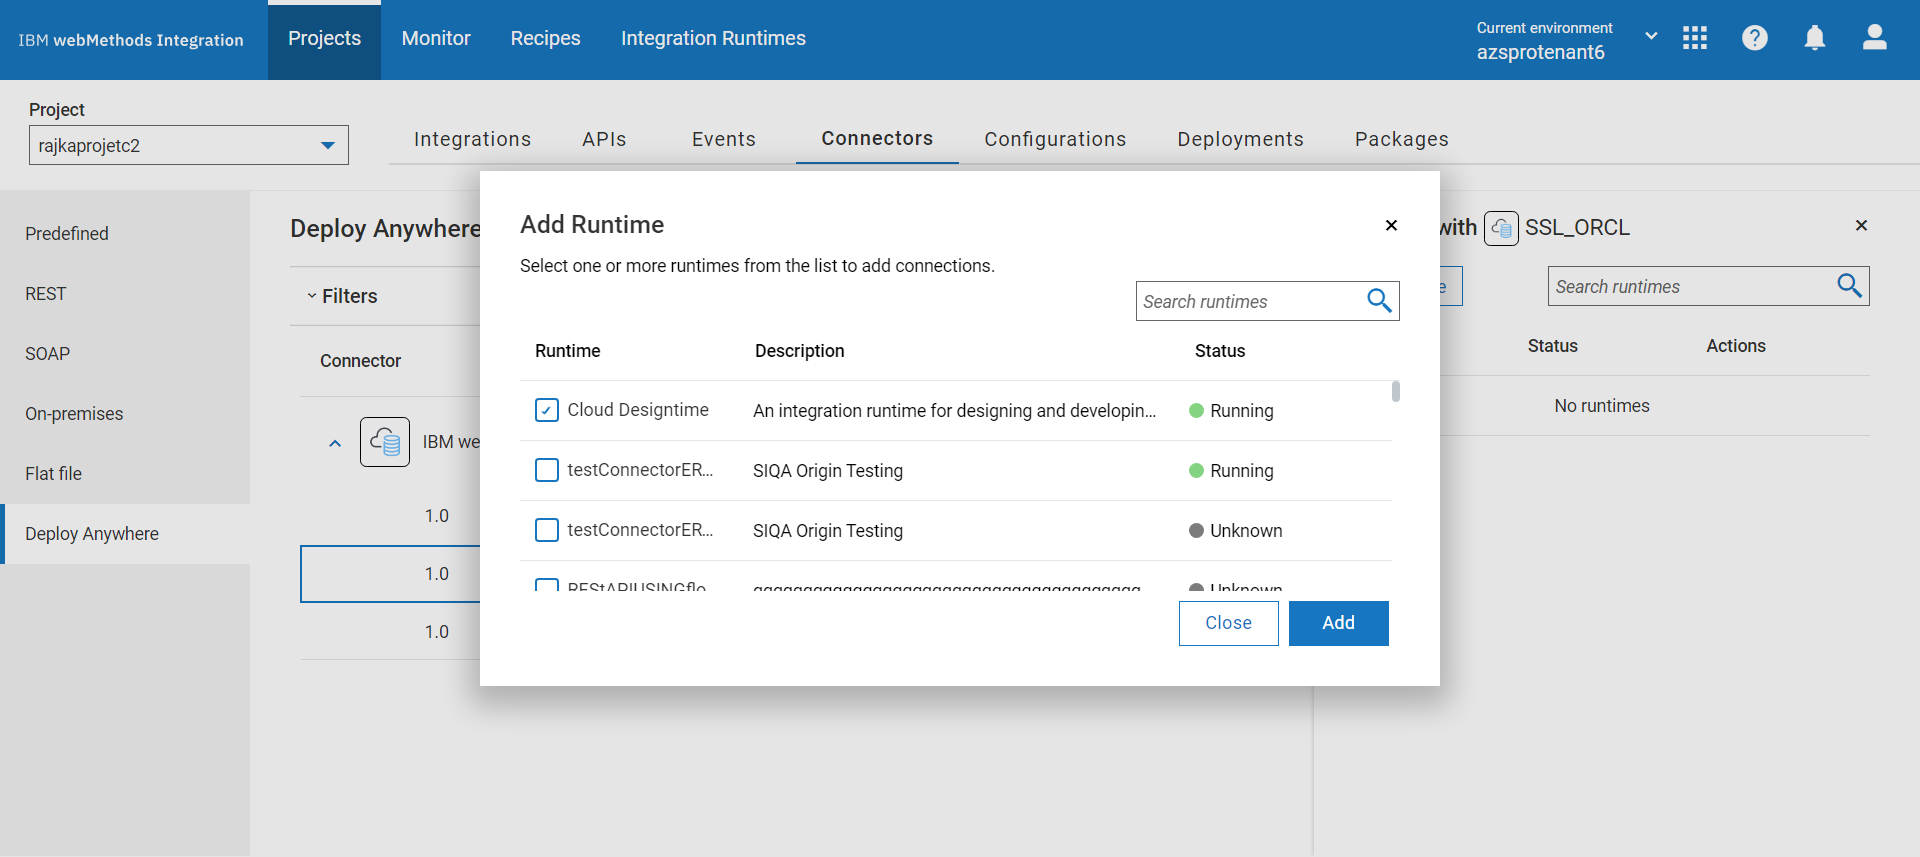 IBM webMethods Integration
Projects
Monitor
Recipes
Integration Runtimes
Current environment
azsprotenant6
Project
rajkaprojetc2
Integrations
APIs
Events
Connectors
Configurations
Deployments
Packages
Predefined
REST
SOAP
On-premises
Flat file
Deploy Anywhere
Deploy Anywhere
Filters
Connector
IBM we
1.0
1.0
1.0
Add Runtime
Select one or more runtimes from the list to add connections.
Search runtimes
Runtime Description Status
Cloud Designtime An integration runtime for designing and developin... Running
testConnectorER... SIQA Origin Testing Running
testConnectorER... SIQA Origin Testing Unknown
REStAPIUSINGflo Unknown
Close
Add
with SSL_ORCL
Search runtimes
Status Actions
No runtimes